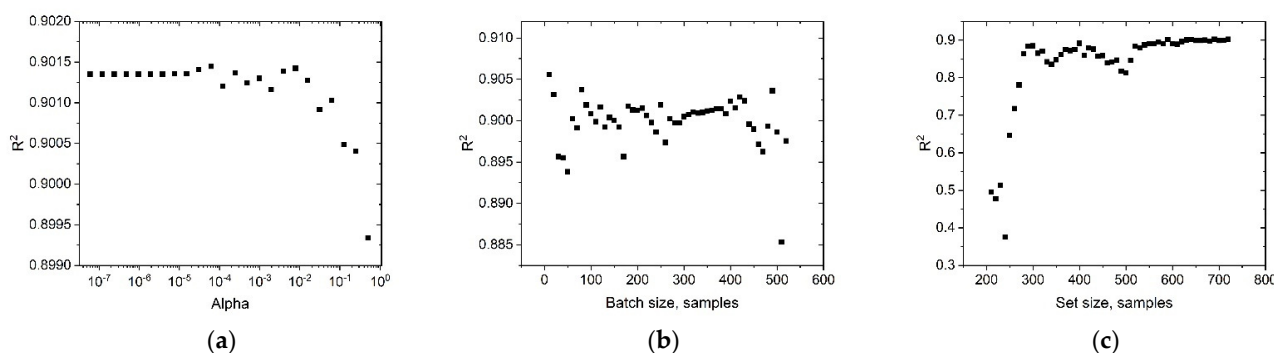 0.9020
0.9015
0.9010
0.9005
0.9000
0.8995
0.8990
R²
10⁻⁷ 10⁻⁶ 10⁻⁵ 10⁻⁴ 10⁻³ 10⁻² 10⁻¹ 10⁰
Alpha
(a)
0.910
0.905
0.900
0.895
0.890
0.885
R²
0 100 200 300 400 500 600
Batch size, samples
(b)
0.9
0.8
0.7
0.6
0.5
0.4
0.3
R²
200 300 400 500 600 700 800
Set size, samples
(c)